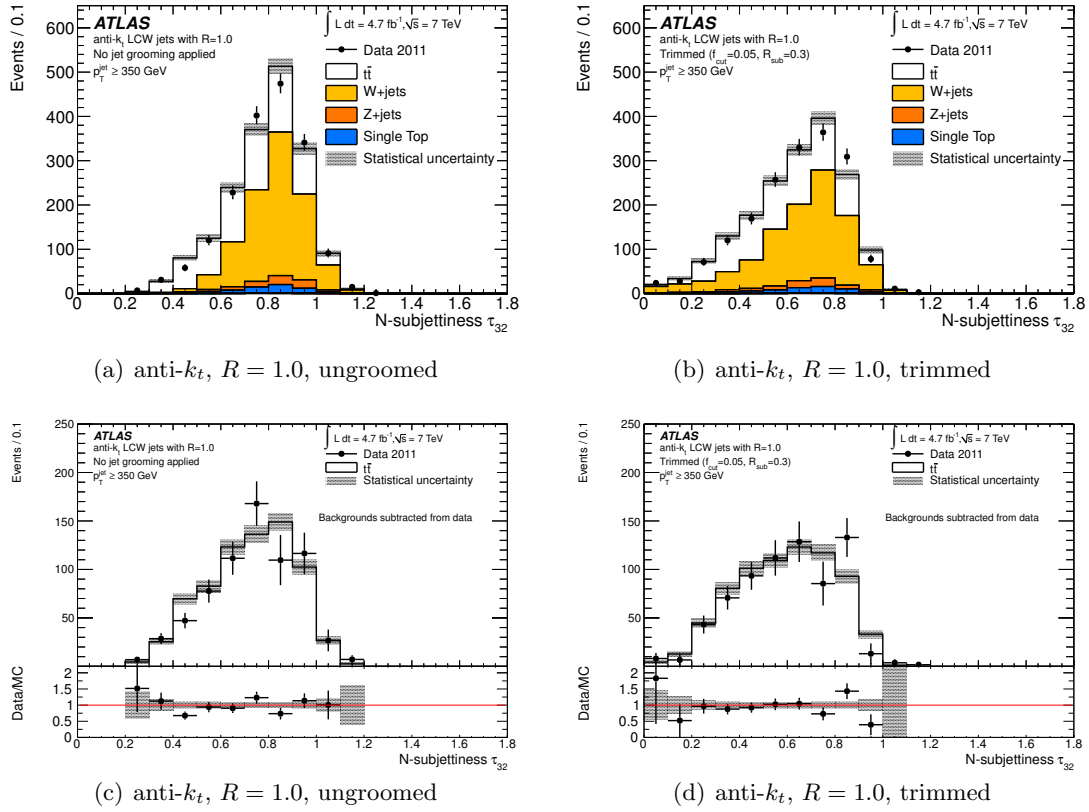 ATLAS
anti-k_t LCW jets with R=1.0
No jet grooming applied
p_T^jet ≥ 350 GeV
∫ L dt = 4.7 fb⁻¹, √s = 7 TeV
Data 2011
tt̄
W+jets
Z+jets
Single Top
Statistical uncertainty
Events / 0.1
600
500
400
300
200
100
0
0 0.2 0.4 0.6 0.8 1 1.2 1.4 1.6 1.8
N-subjettiness τ₃₂
(a) anti-k_t, R = 1.0, ungroomed
ATLAS
anti-k_t LCW jets with R=1.0
Trimmed (f_cut=0.05, R_sub=0.3)
p_T^jet ≥ 350 GeV
∫ L dt = 4.7 fb⁻¹, √s = 7 TeV
Data 2011
tt̄
W+jets
Z+jets
Single Top
Statistical uncertainty
Events / 0.1
600
500
400
300
200
100
0
0 0.2 0.4 0.6 0.8 1 1.2 1.4 1.6 1.8
N-subjettiness τ₃₂
(b) anti-k_t, R = 1.0, trimmed
ATLAS
anti-k_t LCW jets with R=1.0
No jet grooming applied
p_T^jet ≥ 350 GeV
∫ L dt = 4.7 fb⁻¹, √s = 7 TeV
Data 2011
tt̄
Statistical uncertainty
Backgrounds subtracted from data
Events / 0.1
250
200
150
100
50
Data/MC
2
1.5
1
0.5
0
0 0.2 0.4 0.6 0.8 1 1.2 1.4 1.6 1.8
N-subjettiness τ₃₂
(c) anti-k_t, R = 1.0, ungroomed
ATLAS
anti-k_t LCW jets with R=1.0
Trimmed (f_cut=0.05, R_sub=0.3)
p_T^jet ≥ 350 GeV
∫ L dt = 4.7 fb⁻¹, √s = 7 TeV
Data 2011
tt̄
Statistical uncertainty
Backgrounds subtracted from data
Events / 0.1
250
200
150
100
50
Data/MC
2
1.5
1
0.5
0
0 0.2 0.4 0.6 0.8 1 1.2 1.4 1.6 1.8
N-subjettiness τ₃₂
(d) anti-k_t, R = 1.0, trimmed